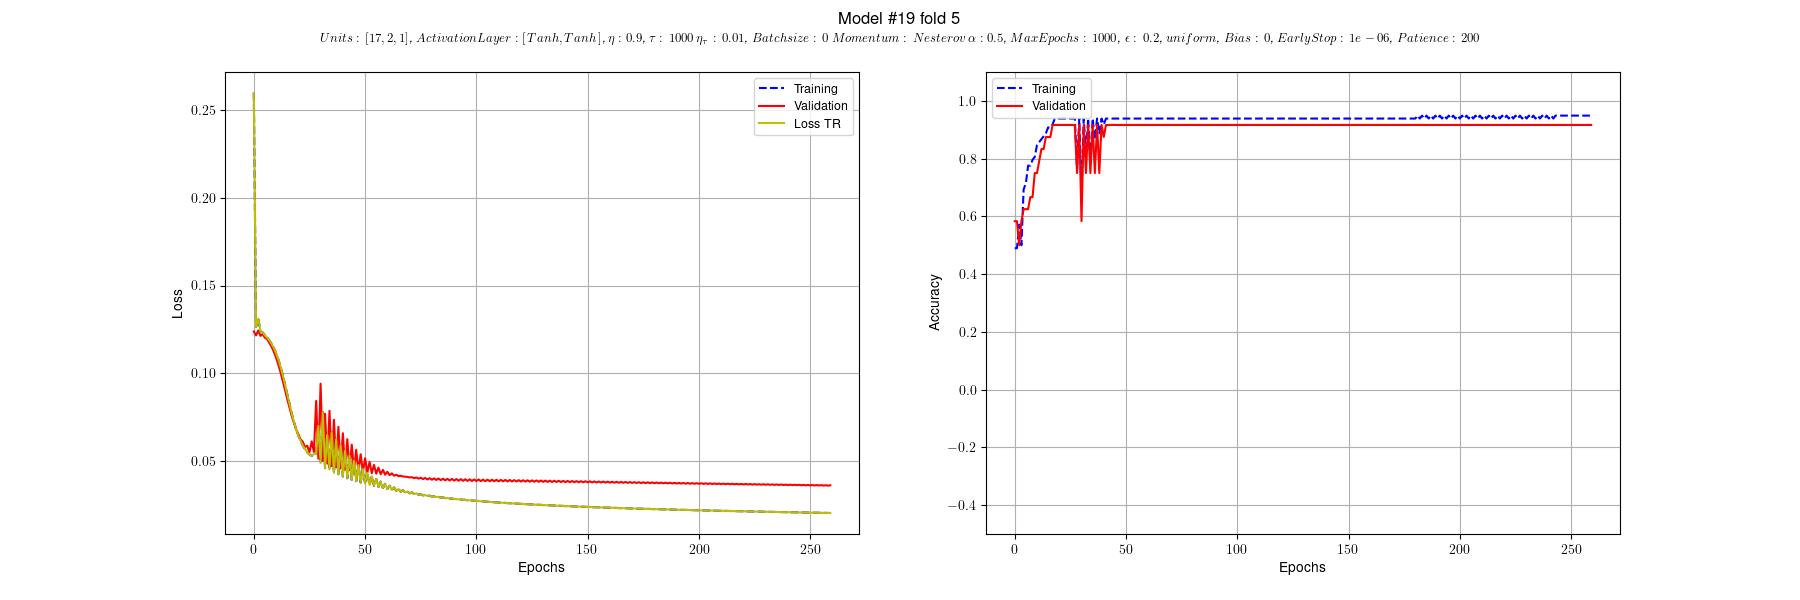 Model #19 fold 5
Units : [17, 2, 1], ActivationLayer : [Tanh, Tanh], η : 0.9, τ : 1000 ητ : 0.01, Batchsize : 0 Momentum : Nesterov α : 0.5, MaxEpochs : 1000, ϵ : 0.2, uniform, Bias : 0, EarlyStop : 1e − 06, Patience : 200
Training
Validation
Loss TR
0.25
0.20
0.15
0.10
0.05
Loss
0
50
100
150
200
250
Epochs
Training
Validation
1.0
0.8
0.6
0.4
0.2
0.0
−0.2
−0.4
Accuracy
0
50
100
150
200
250
Epochs